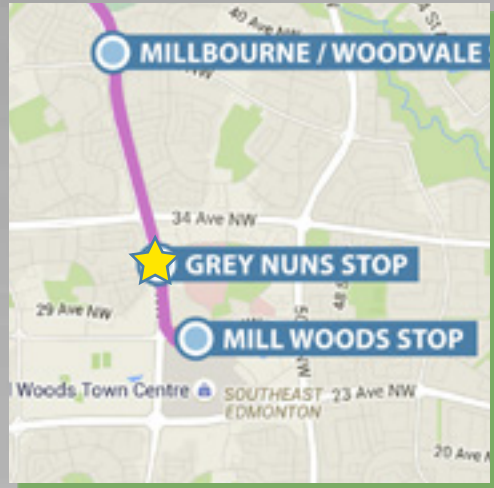 40 Ave NW
MILLBOURNE / WOODVALE
NW
34 Ave NW
GREY NUNS STOP
29 Ave NW
MILL WOODS STOP
Woods Town Centre
SOUTHEAST
EDMONTON
23 Ave NW
20 Ave